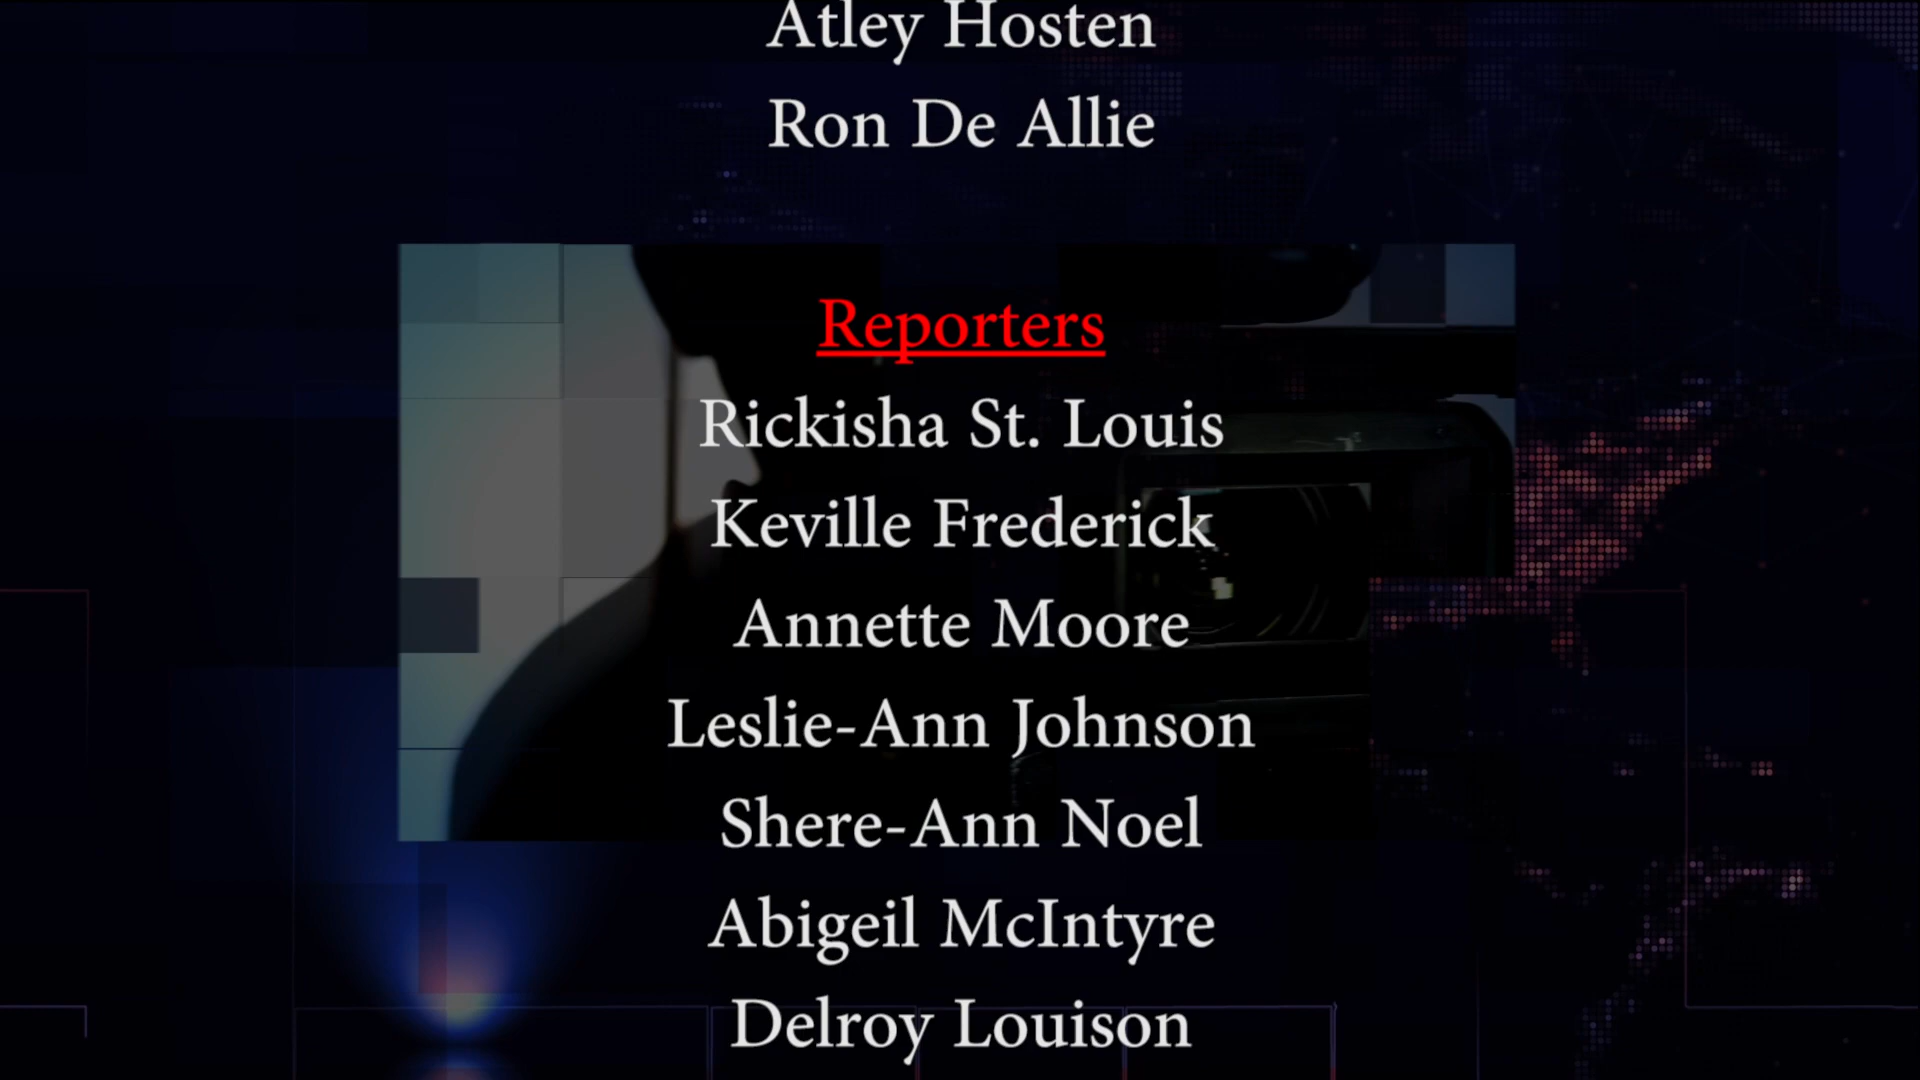 Atley Hosten
Ron De Allie
Reporters
Rickisha St. Louis
Keville Frederick
Annette Moore
Leslie-Ann Johnson
Shere-Ann Noel
Abigeil McIntyre
Delroy Louison